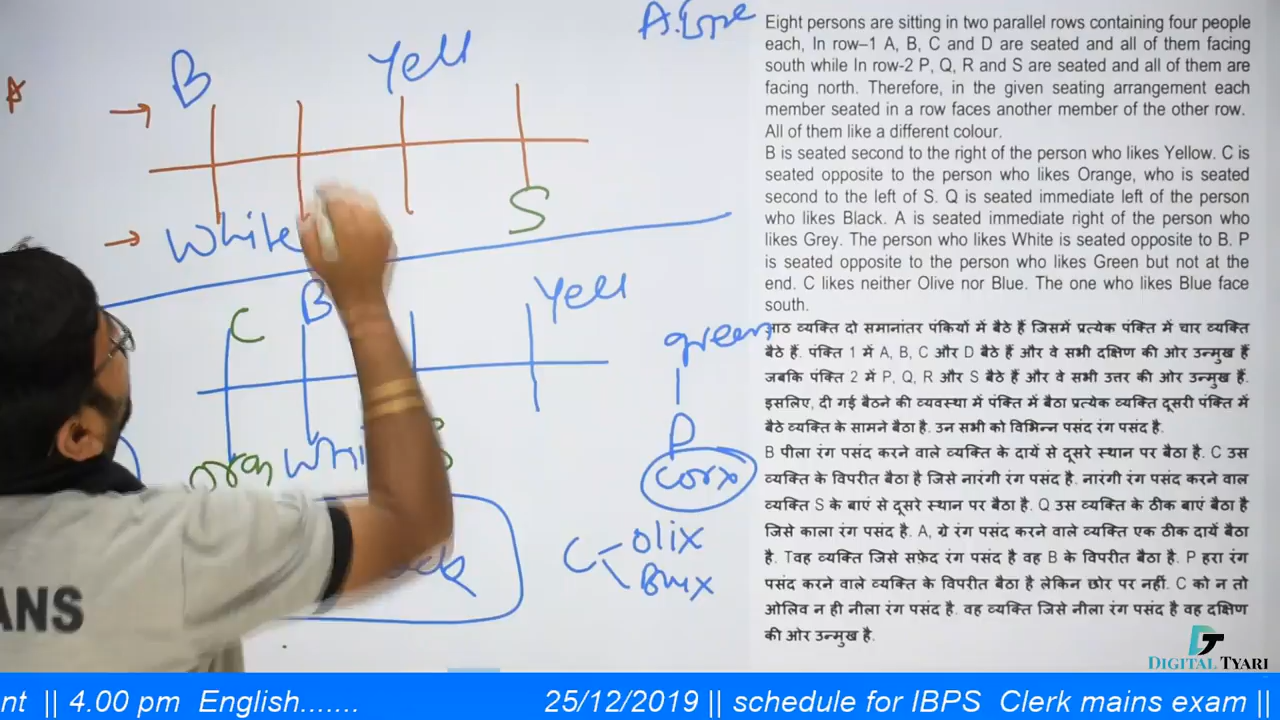 A. Grze
B Yell
S
White
C B Yell
green
oran Whi
P
Corx
C Olix
Blux
ck
ANS
Eight persons are sitting in two parallel rows containing four people
each, In row–1 A, B, C and D are seated and all of them facing
south while In row-2 P, Q, R and S are seated and all of them are
facing north. Therefore, in the given seating arrangement each
member seated in a row faces another member of the other row.
All of them like a different colour.
B is seated second to the right of the person who likes Yellow. C is
seated opposite to the person who likes Orange, who is seated
second to the left of S. Q is seated immediate left of the person
who likes Black. A is seated immediate right of the person who
likes Grey. The person who likes White is seated opposite to B. P
is seated opposite to the person who likes Green but not at the
end. C likes neither Olive nor Blue. The one who likes Blue face
south.
आठ व्यक्ति दो समानांतर पंकियों में बैठे हैं जिसमें प्रत्येक पंक्ति में चार व्यक्ति
बैठे हैं. पंक्ति 1 में A, B, C और D बैठे हैं और वे सभी दक्षिण की ओर उन्मुख हैं
जबकि पंक्ति 2 में P, Q, R और S बैठे हैं और वे सभी उत्तर की ओर उन्मुख हैं.
इसलिए, दी गई बैठने की व्यवस्था में पंक्ति में बैठा प्रत्येक व्यक्ति दूसरी पंक्ति में
बैठे व्यक्ति के सामने बैठा है. उन सभी को विभिन्न पसंद रंग पसंद है.
B पीला रंग पसंद करने वाले व्यक्ति के दायें से दूसरे स्थान पर बैठा है. C उस
व्यक्ति के विपरीत बैठा है जिसे नारंगी रंग पसंद है. नारंगी रंग पसंद करने वाल
व्यक्ति S के बाएं से दूसरे स्थान पर बैठा है. Q उस व्यक्ति के ठीक बाएं बैठा है
जिसे काला रंग पसंद है. A, ग्रे रंग पसंद करने वाले व्यक्ति एक ठीक दायें बैठा
है. Tवह व्यक्ति जिसे सफ़ेद रंग पसंद है वह B के विपरीत बैठा है. P हरा रंग
पसंद करने वाले व्यक्ति के विपरीत बैठा है लेकिन छोर पर नहीं. C को न तो
ओलिव न ही नीला रंग पसंद है. वह व्यक्ति जिसे नीला रंग पसंद है वह दक्षिण
की ओर उन्मुख है.
DIGITAL TYARI
nt || 4.00 pm English....... 25/12/2019 || schedule for IBPS Clerk mains exam ||